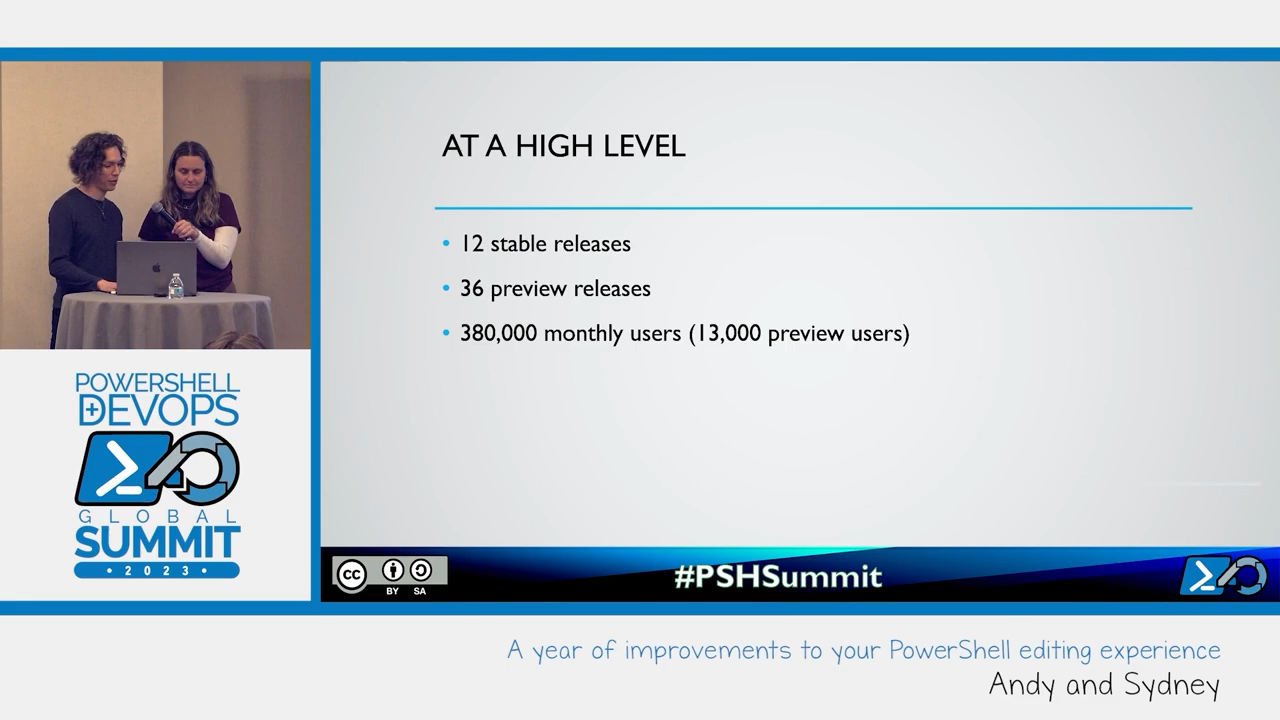 AT A HIGH LEVEL
• 12 stable releases
• 36 preview releases
• 380,000 monthly users (13,000 preview users)
POWERSHELL
+DEVOPS
GLOBAL
SUMMIT
• 2023 •
cc BY SA
#PSHSummit
A year of improvements to your PowerShell editing experience
Andy and Sydney